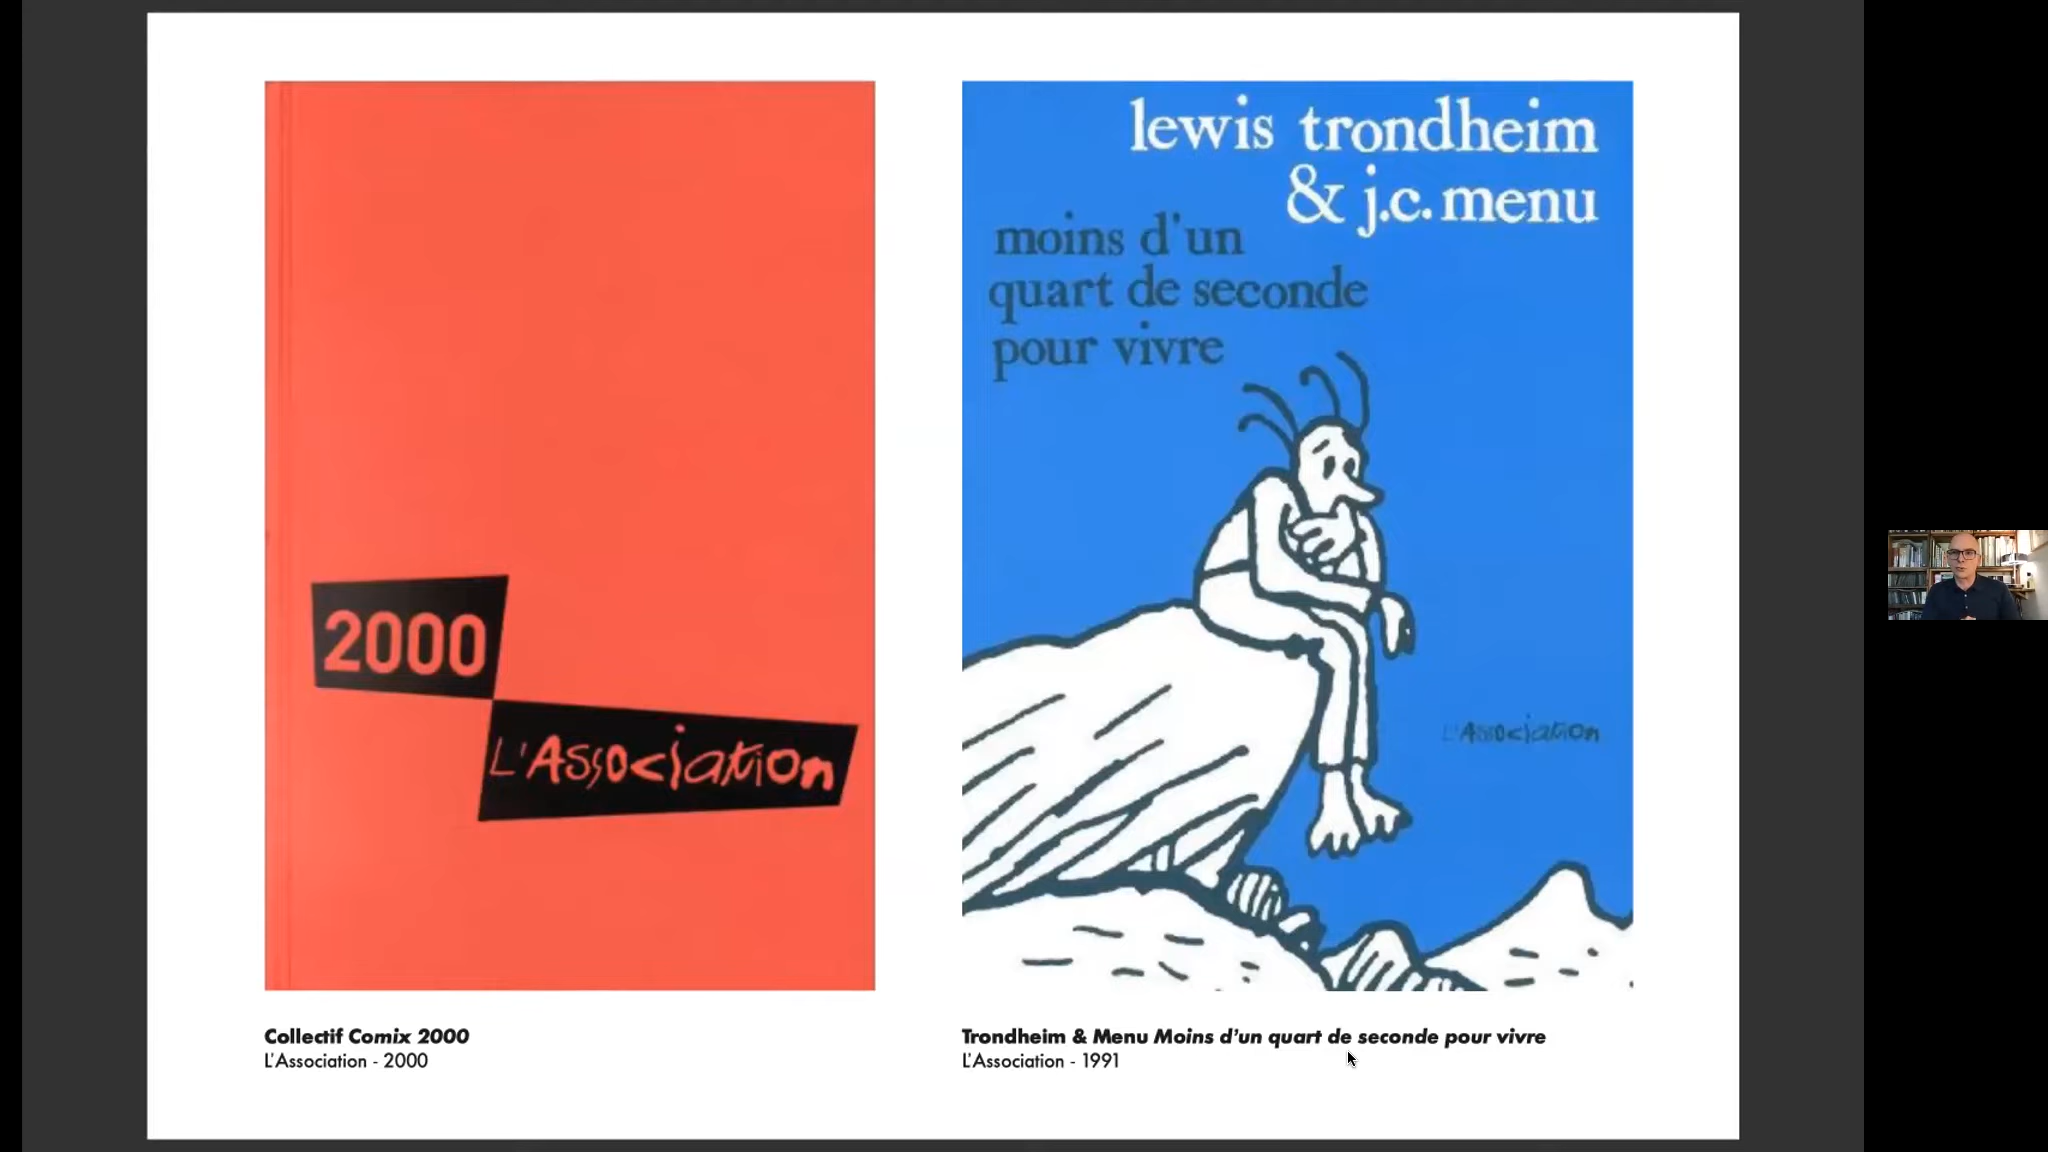 2000
L'Association
lewis trondheim
& j.c. menu
moins d'un
quart de seconde
pour vivre
L'Association
Collectif Comix 2000
L'Association - 2000
Trondheim & Menu Moins d'un quart de seconde pour vivre
L'Association - 1991